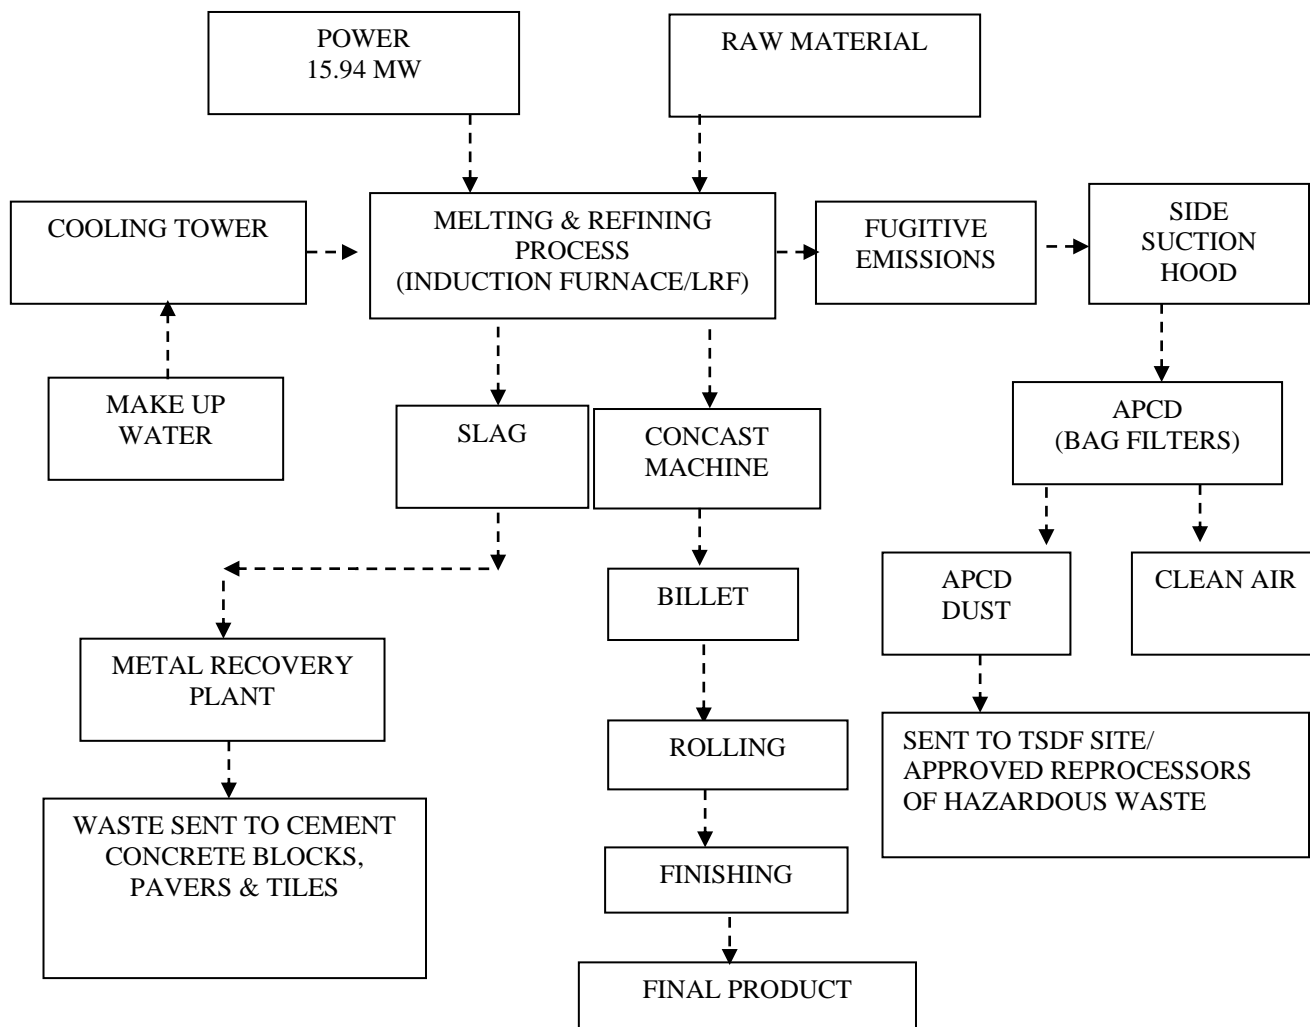 POWER
15.94 MW
RAW MATERIAL
COOLING TOWER
MELTING & REFINING
PROCESS
(INDUCTION FURNACE/LRF)
FUGITIVE
EMISSIONS
SIDE
SUCTION
HOOD
MAKE UP
WATER
SLAG
CONCAST
MACHINE
APCD
(BAG FILTERS)
BILLET
APCD
DUST
CLEAN AIR
METAL RECOVERY
PLANT
ROLLING
SENT TO TSDF SITE/
APPROVED REPROCESSORS
OF HAZARDOUS WASTE
WASTE SENT TO CEMENT
CONCRETE BLOCKS,
PAVERS & TILES
FINISHING
FINAL PRODUCT